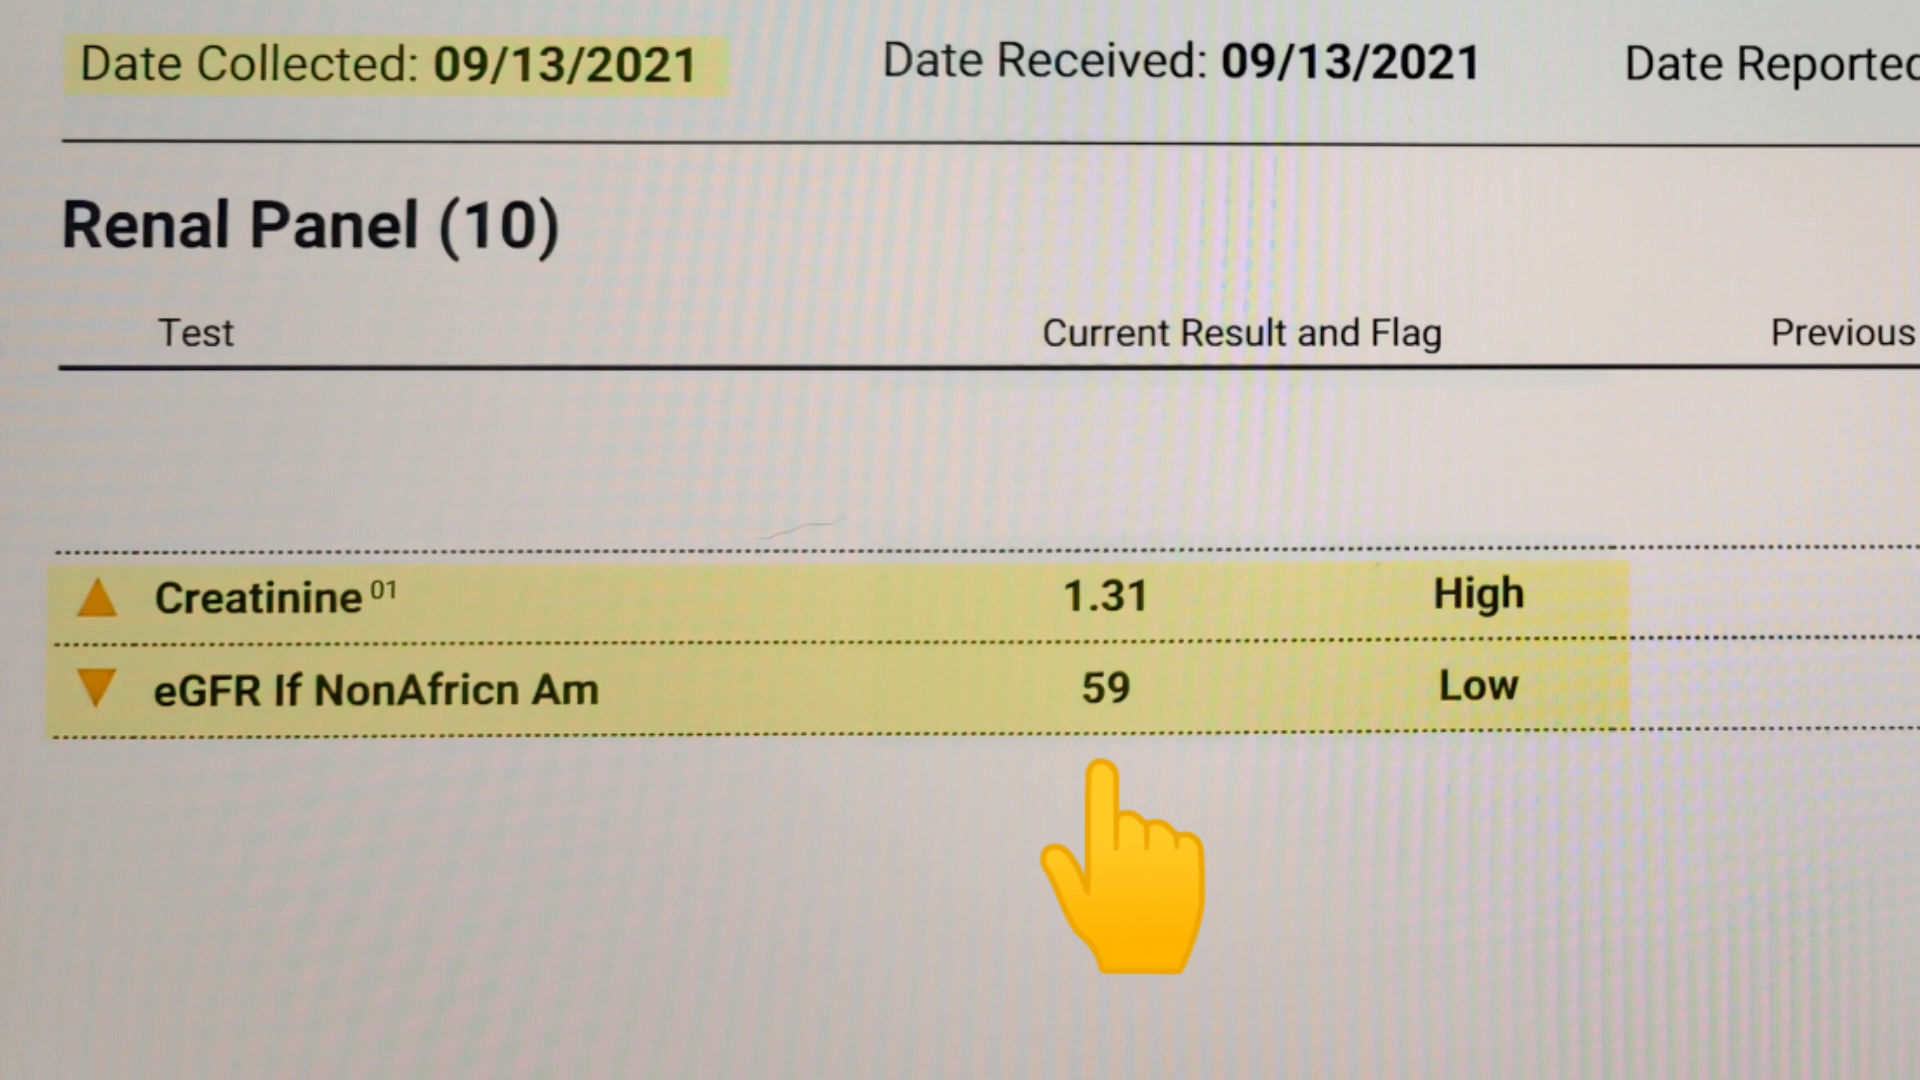 Date Collected: 09/13/2021 Date Received: 09/13/2021 Date Reported
Renal Panel (10)
Test Current Result and Flag Previous
Creatinine 01 1.31 High
eGFR If NonAfricn Am 59 Low